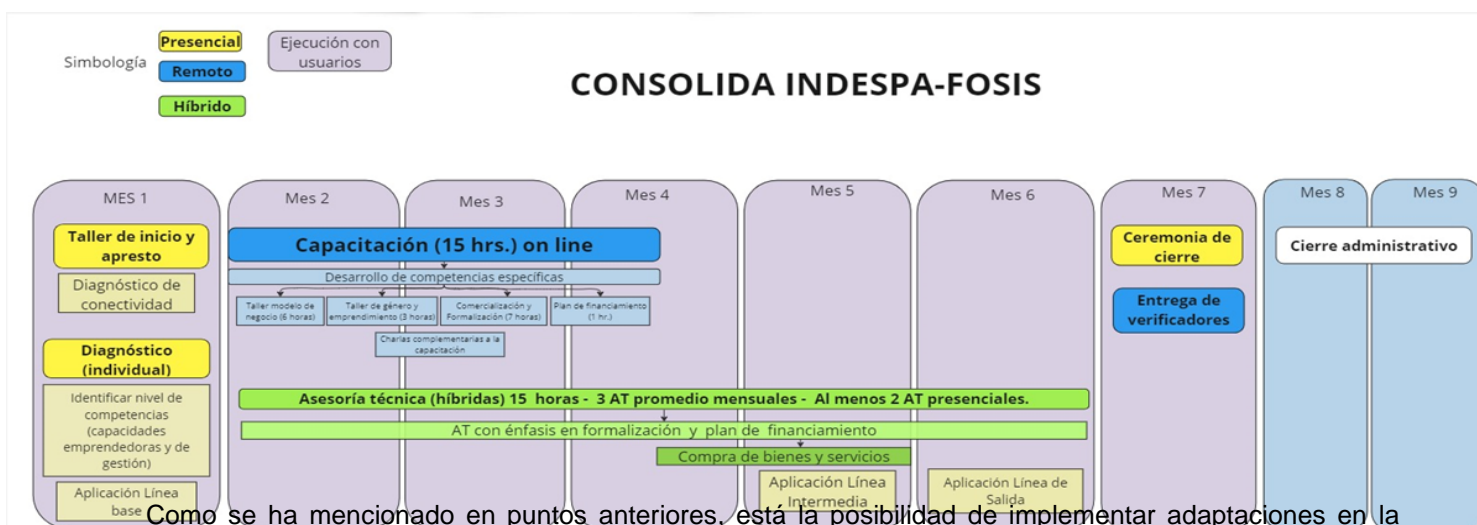 Simbología
Presencial
Remoto
Híbrido
Ejecución con
usuarios
CONSOLIDA INDESPA-FOSIS
MES 1
Taller de inicio y
apresto
Diagnóstico de
conectividad
Diagnóstico
(individual)
Identificar nivel de
competencias
(capacidades
emprendedoras y de
gestión)
Aplicación Línea
base
Mes 2
Mes 3
Mes 4
Capacitación (15 hrs.) on line
Desarrollo de competencias específicas
Taller modelo de
negocio (6 horas)
Taller de género y
emprendimiento (3 horas)
Comercialización y
Formalización (7 horas)
Plan de financiamiento
(1 hr.)
Charlas complementarias a la
capacitación
Mes 5
Mes 6
Asesoría técnica (híbridas) 15 horas - 3 AT promedio mensuales - Al menos 2 AT presenciales.
AT con énfasis en formalización y plan de financiamiento
Compra de bienes y servicios
Aplicación Línea
Intermedia
Aplicación Línea de
Salida
Mes 7
Ceremonia de
cierre
Entrega de
verificadores
Mes 8
Mes 9
Cierre administrativo
Como se ha mencionado en puntos anteriores, está la posibilidad de implementar adaptaciones en la